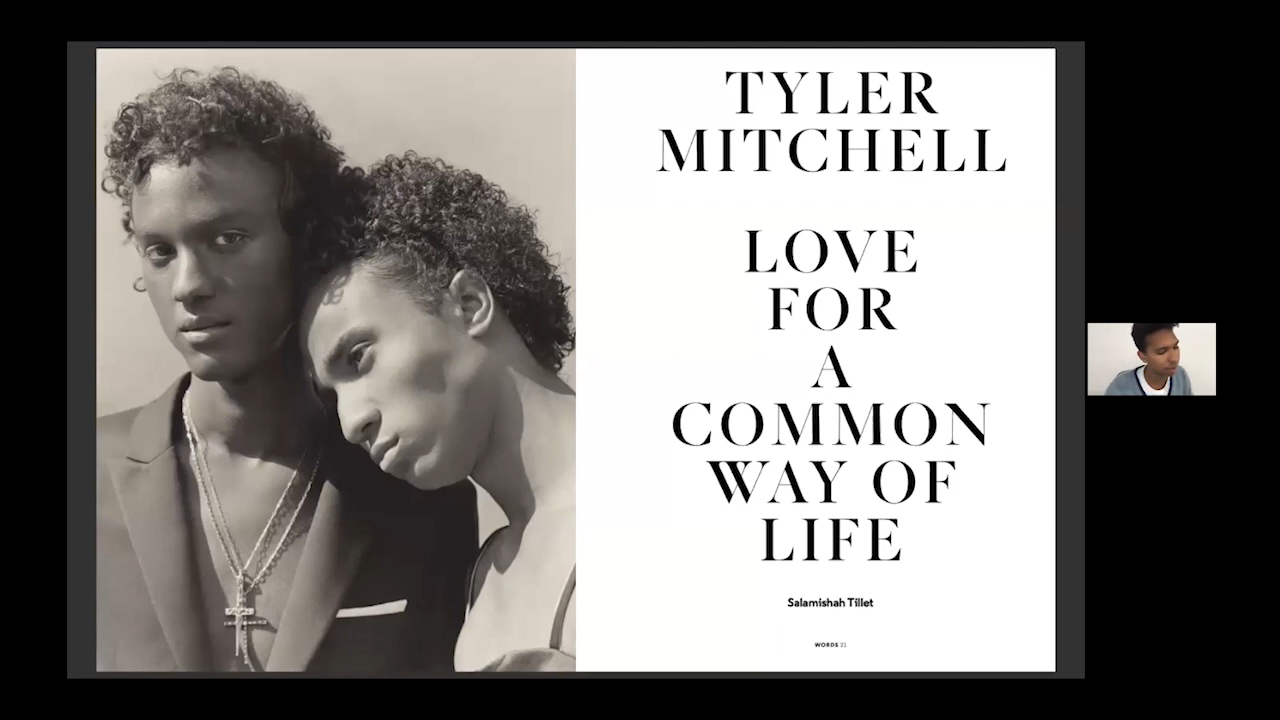 TYLER
MITCHELL
LOVE
FOR
A
COMMON
WAY OF
LIFE
Salamishah Tillet
WORDS 21